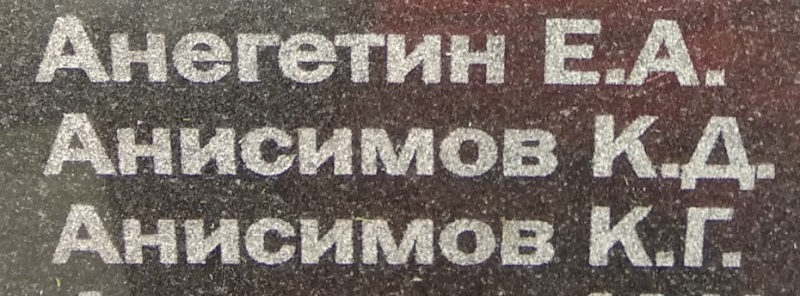 Анегетин Е.А.
Анисимов К.Д.
Анисимов К.Г.